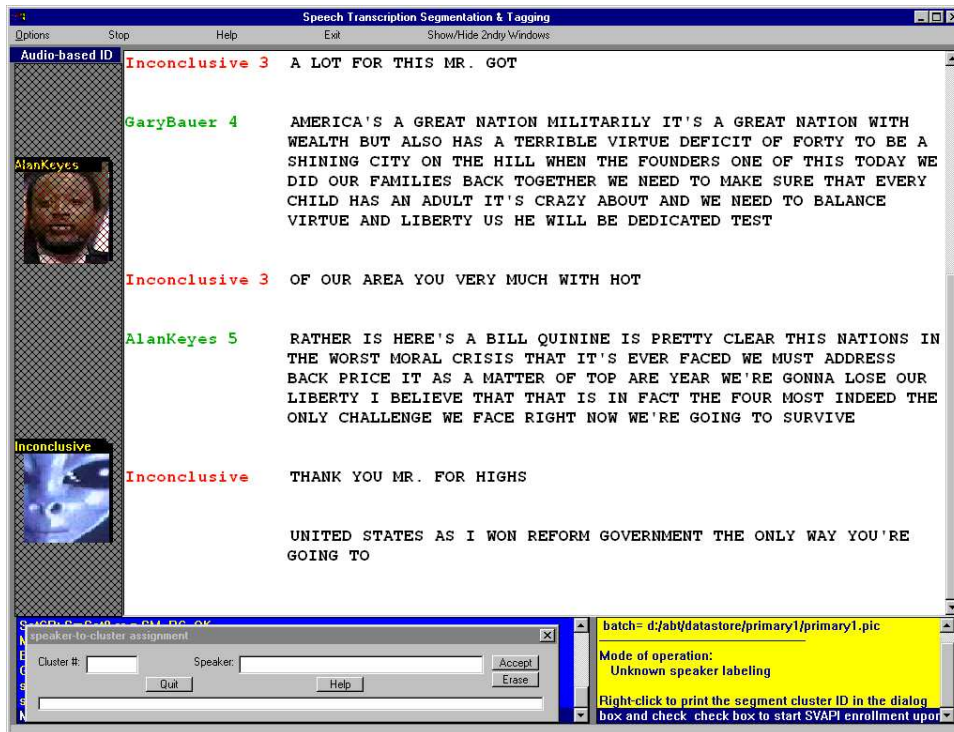 Speech Transcription Segmentation & Tagging
Options Stop Help Exit Show/Hide 2ndry Windows
Audio-based ID
Inconclusive 3 A LOT FOR THIS MR. GOT
GaryBauer 4 AMERICA'S A GREAT NATION MILITARILY IT'S A GREAT NATION WITH
WEALTH BUT ALSO HAS A TERRIBLE VIRTUE DEFICIT OF FORTY TO BE A
SHINING CITY ON THE HILL WHEN THE FOUNDERS ONE OF THIS TODAY WE
DID OUR FAMILIES BACK TOGETHER WE NEED TO MAKE SURE THAT EVERY
CHILD HAS AN ADULT IT'S CRAZY ABOUT AND WE NEED TO BALANCE
VIRTUE AND LIBERTY US HE WILL BE DEDICATED TEST
AlanKeyes
Inconclusive 3 OF OUR AREA YOU VERY MUCH WITH HOT
AlanKeyes 5 RATHER IS HERE'S A BILL QUININE IS PRETTY CLEAR THIS NATIONS IN
THE WORST MORAL CRISIS THAT IT'S EVER FACED WE MUST ADDRESS
BACK PRICE IT AS A MATTER OF TOP ARE YEAR WE'RE GONNA LOSE OUR
LIBERTY I BELIEVE THAT THAT IS IN FACT THE FOUR MOST INDEED THE
ONLY CHALLENGE WE FACE RIGHT NOW WE'RE GOING TO SURVIVE
Inconclusive
Inconclusive THANK YOU MR. FOR HIGHS
UNITED STATES AS I WON REFORM GOVERNMENT THE ONLY WAY YOU'RE
GOING TO
speaker-to-cluster assignment
Cluster #: Speaker: Accept
Quit Help Erase
batch= d:/abt/datastore/primary1/primary1.pic
Mode of operation:
Unknown speaker labeling
Right-click to print the segment cluster ID in the dialog
box and check check box to start SVAPI enrollment upon